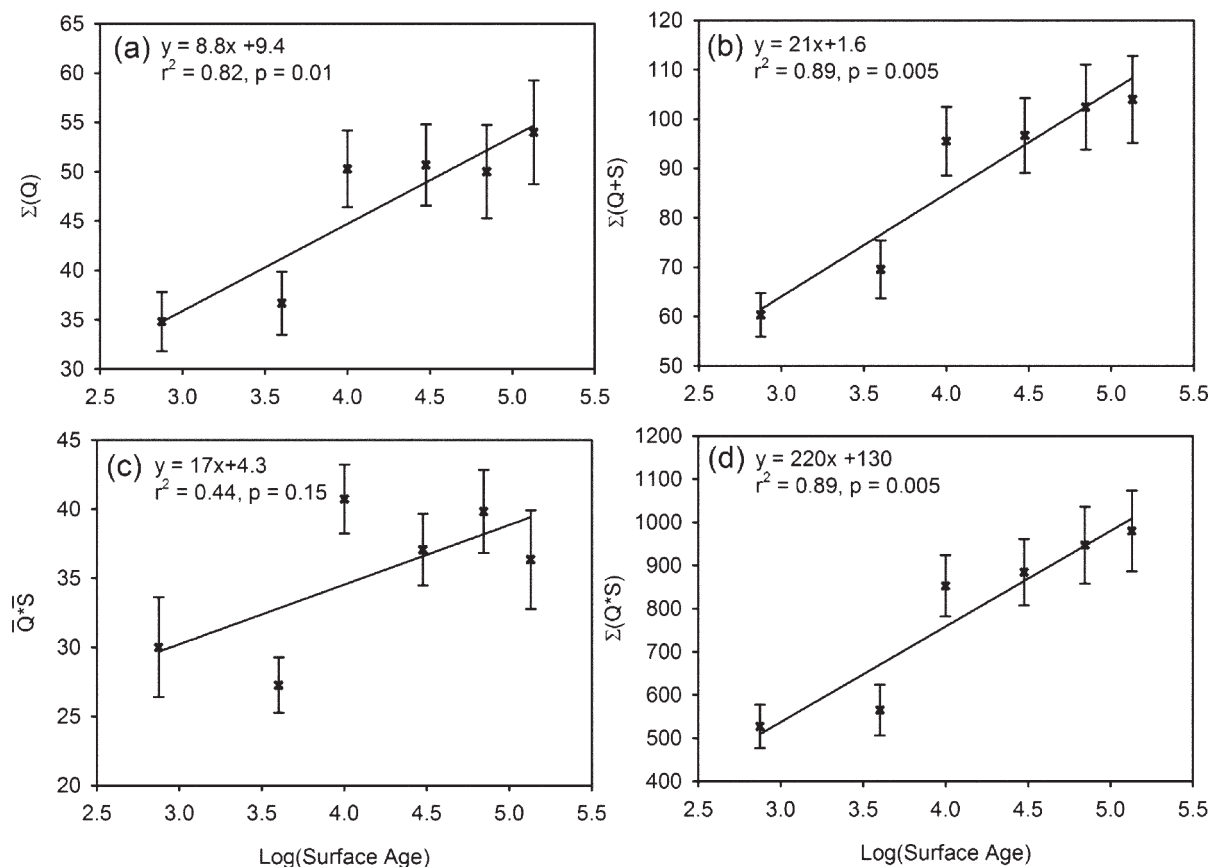 (a) y = 8.8x +9.4
r² = 0.82, p = 0.01
65
60
55
50
45
40
35
30
Σ(Q)
2.5 3.0 3.5 4.0 4.5 5.0 5.5
(b) y = 21x+1.6
r² = 0.89, p = 0.005
120
110
100
90
80
70
60
50
Σ(Q+S)
2.5 3.0 3.5 4.0 4.5 5.0 5.5
(c) y = 17x+4.3
r² = 0.44, p = 0.15
45
40
35
30
25
20
Q̅*S̅
2.5 3.0 3.5 4.0 4.5 5.0 5.5
Log(Surface Age)
(d) y = 220x +130
r² = 0.89, p = 0.005
1200
1100
1000
900
800
700
600
500
400
Σ(Q*S)
2.5 3.0 3.5 4.0 4.5 5.0 5.5
Log(Surface Age)